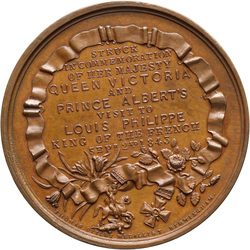 STRUCK
IN COMMEMORATION
OF HER MAJESTY
QUEEN VICTORIA
AND
PRINCE ALBERT'S
VISIT TO
LOUIS PHILIPPE
KING OF THE FRENCH